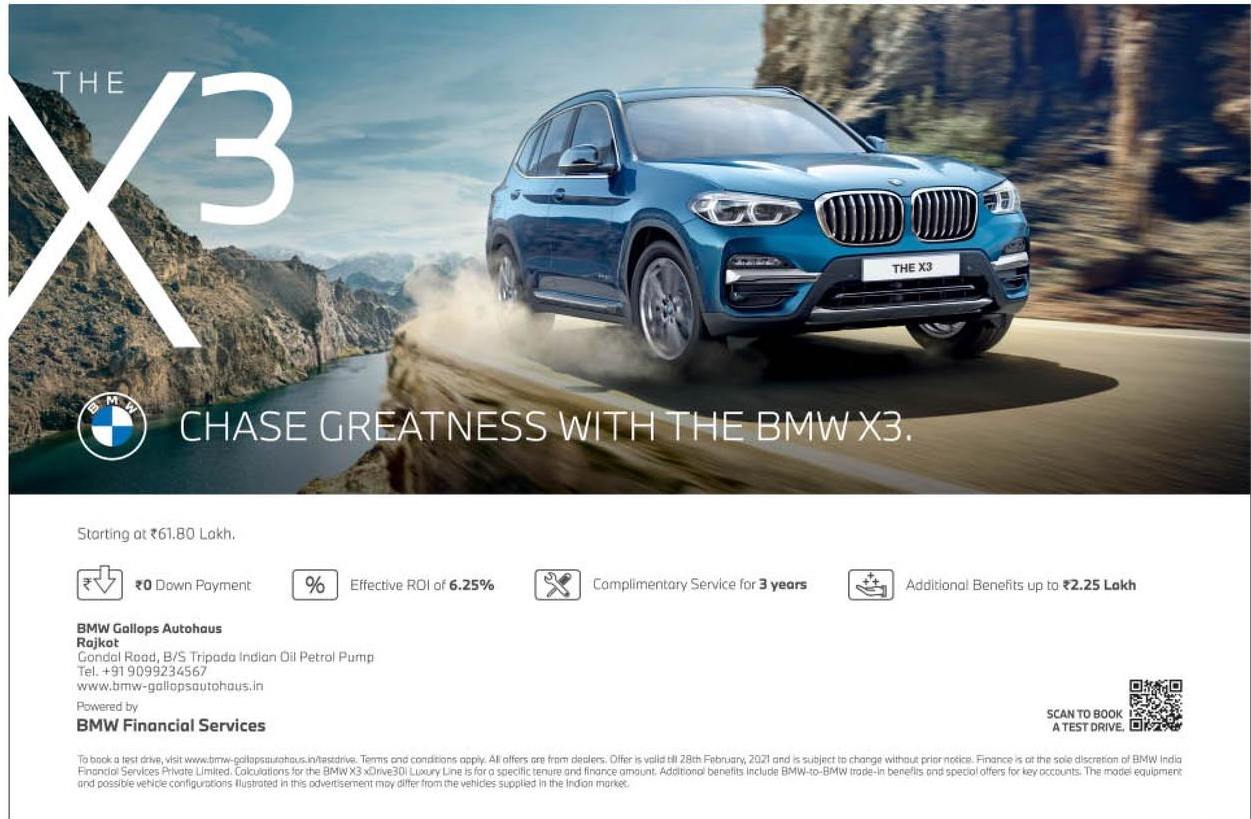 THE
X3
THE X3
BMW
CHASE GREATNESS WITH THE BMW X3.
Starting at ₹61.80 Lakh.
₹
₹0 Down Payment
%
Effective ROI of 6.25%
Complimentary Service for 3 years
Additional Benefits up to ₹2.25 Lakh
BMW Gallops Autohaus
Rajkot
Gondal Road, B/S Tripada Indian Oil Petrol Pump
Tel. +91 9099234567
www.bmw-gallopsautohaus.in
Powered by
BMW Financial Services
SCAN TO BOOK
A TEST DRIVE.
To book a test drive, visit www.bmw-gallopsautohaus.in/testdrive. Terms and conditions apply. All offers are from dealers. Offer is valid till 28th February, 2021 and is subject to change without prior notice. Finance is at the sole discretion of BMW India
Financial Services Private Limited. Calculations for the BMW X3 xDrive30i Luxury Line is for a specific tenure and finance amount. Additional benefits include BMW-to-BMW trade-in benefits and special offers for key accounts. The model equipment
and possible vehicle configurations illustrated in this advertisement may differ from the vehicles supplied in the Indian market.